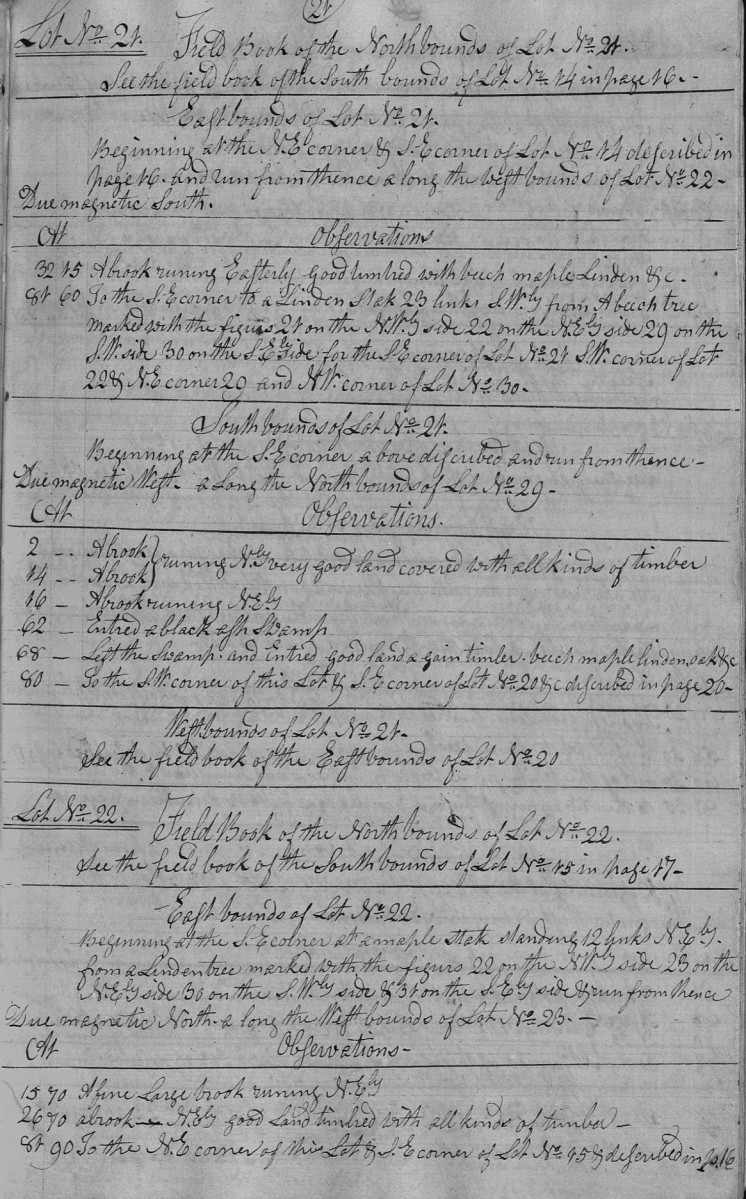 21
Lot No. 21. Field Book of the North bounds of Lot No. 21.
See the field book of the South bounds of Lot No. 14 in page 16.-
East bounds of Lot No. 21.
Beginning at the N.E corner & S.E corner of Lot No. 14 described in
page 16. and run from thence a long the west bounds of Lot No. 22-
Due magnetic South.
At Observations
32 15 A brook runing Easterly good timbred with beech maple Linden &c-
81 60 To the S.E corner to a Linden Stak 23 links S.Wly from A beech tree
marked with the figurs 21 on the N.Wly side 22 on the N.Ely side 29 on the
S.W. side 30 on the S.Ely side for the S.E corner of Lot No. 21 S.W. corner of Lot
22 & N.E corner 29 and N.W. corner of Lot No. 30-
South bounds of Lot No. 21.
Beginning at the S.E corner above discribed and run from thence-
Due magnetic West. a long the North bounds of Lot No. 29-
At Observations.
2 - - A brook } runing N.ly very good land covered with all kinds of timber
14 - - A brook
16 - A brook runing N.Ely
62 - Entred a black ash Swamp
68 - Left the Swamp. and Entred good land a gain timber beech maple linden, oak &c
80 - To the S.W. corner of this Lot & S.E corner of Lot No. 20 &c described in page 20-
West bounds of Lot No. 21-
See the field book of the East bounds of Lot No. 20
Lot No. 22. Field Book of the North bounds of Lot No. 22.
See the field book of the South bounds of Lot No. 15 in page 17-
East bounds of Lot No. 22.
Beginning at the S.E corner at a maple stak standing 12 links N.Ely.
from a Linden tree marked with the figurs 22 on the N.Wly side 23 on the
N.Ely side 30 on the S.Wly side & 31 on the S.Ely side & run from thence
Due magnetic North. a long the West bounds of Lot No. 23.-
At Observations-
15 70 A fine Large brook runing N.Ely
26 70 a brook - N.Ely good Land timbred with all kinds of timber-
81 90 To the N.E corner of this Lot & S.E corner of Lot No. 15 & described in p. 16